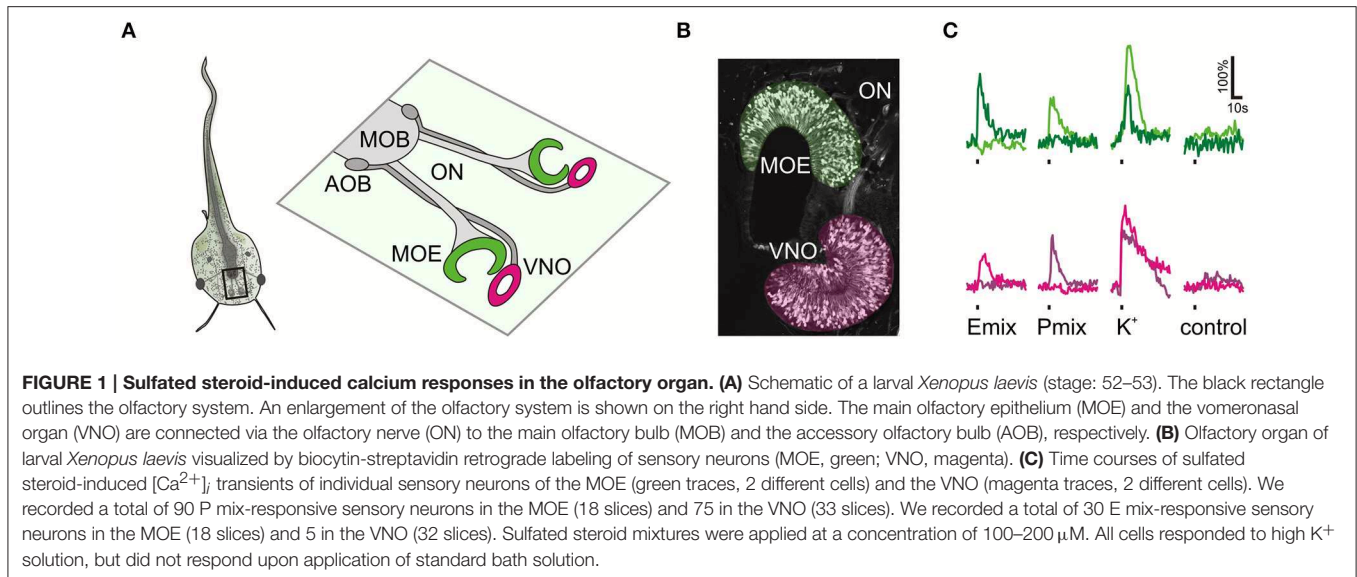 A
B
C
MOB
AOB
ON
MOE
VNO
ON
MOE
VNO
100%
10s
Emix Pmix K⁺ control
FIGURE 1 | Sulfated steroid-induced calcium responses in the olfactory organ. (A) Schematic of a larval Xenopus laevis (stage: 52–53). The black rectangle
outlines the olfactory system. An enlargement of the olfactory system is shown on the right hand side. The main olfactory epithelium (MOE) and the vomeronasal
organ (VNO) are connected via the olfactory nerve (ON) to the main olfactory bulb (MOB) and the accessory olfactory bulb (AOB), respectively. (B) Olfactory organ of
larval Xenopus laevis visualized by biocytin-streptavidin retrograde labeling of sensory neurons (MOE, green; VNO, magenta). (C) Time courses of sulfated
steroid-induced [Ca²⁺]i transients of individual sensory neurons of the MOE (green traces, 2 different cells) and the VNO (magenta traces, 2 different cells). We
recorded a total of 90 P mix-responsive sensory neurons in the MOE (18 slices) and 75 in the VNO (33 slices). We recorded a total of 30 E mix-responsive sensory
neurons in the MOE (18 slices) and 5 in the VNO (32 slices). Sulfated steroid mixtures were applied at a concentration of 100–200 μM. All cells responded to high K⁺
solution, but did not respond upon application of standard bath solution.